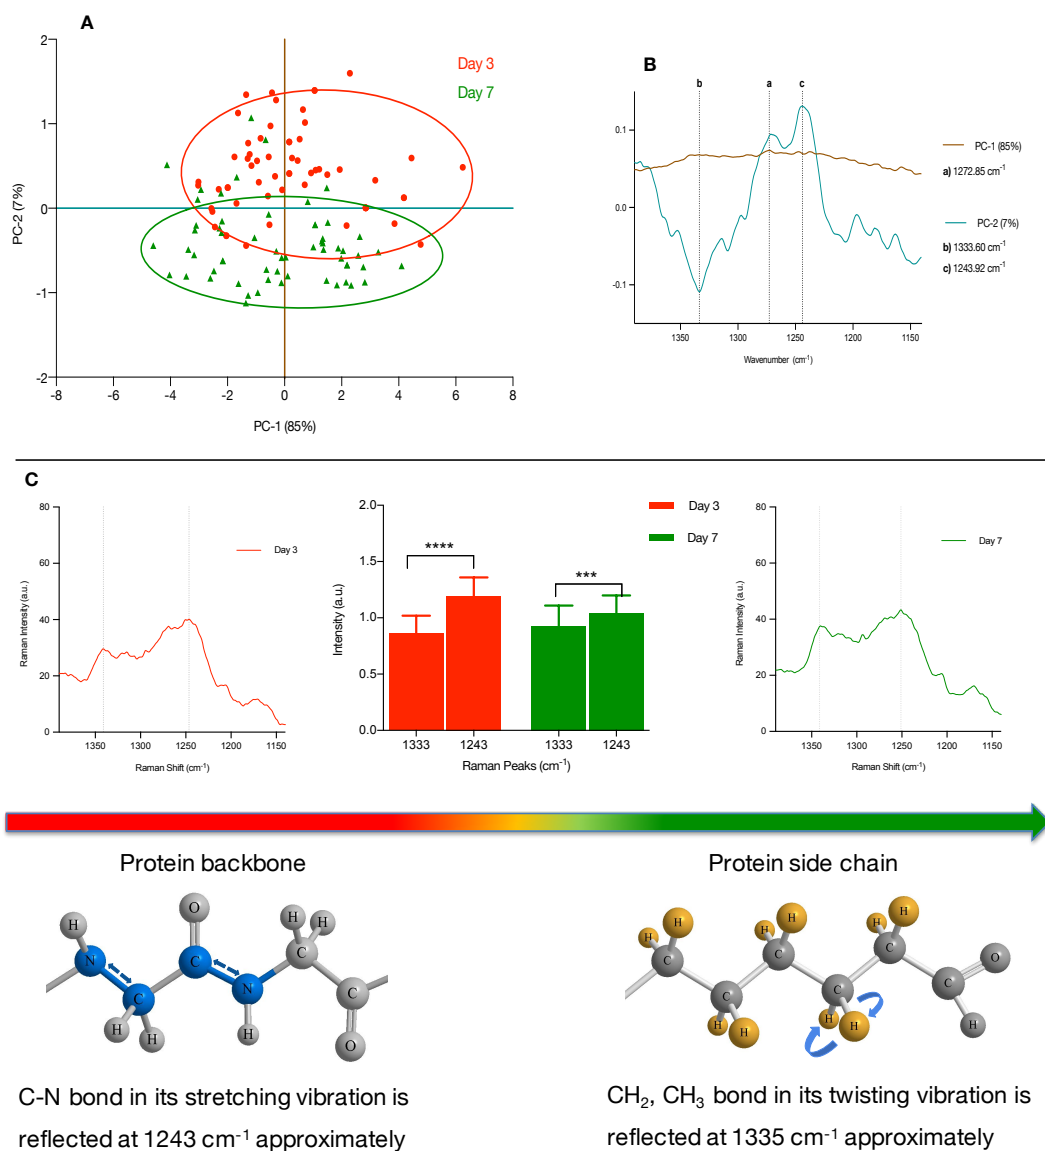 A
Day 3
Day 7
2
1
0
-1
-2
PC-2 (7%)
-8
-6
-4
-2
0
2
4
6
8
PC-1 (85%)
B
b
a
c
0.1
0.0
-0.1
1350
1300
1250
1200
1150
Wavenumber (cm-1)
PC-1 (85%)
a) 1272.85 cm-1
PC-2 (7%)
b) 1333.60 cm-1
c) 1243.92 cm-1
C
80
60
40
20
0
Raman Intensity (a.u.)
Day 3
1350
1300
1250
1200
1150
Raman Shift (cm-1)
2.0
1.5
1.0
0.5
0.0
Intensity (a.u.)
****
***
Day 3
Day 7
1333
1243
1333
1243
Raman Peaks (cm-1)
80
60
40
20
0
Raman Intensity (a.u.)
Day 7
1350
1300
1250
1200
1150
Raman Shift (cm-1)
Protein backbone
Protein side chain
H
N
C
H
H
O
C
N
H
H
H
C
C
O
H
H
C
C
H
H
H
H
C
C
H
H
H
H
C
C
O
H
C-N bond in its stretching vibration is
reflected at 1243 cm-1 approximately
CH2, CH3 bond in its twisting vibration is
reflected at 1335 cm-1 approximately